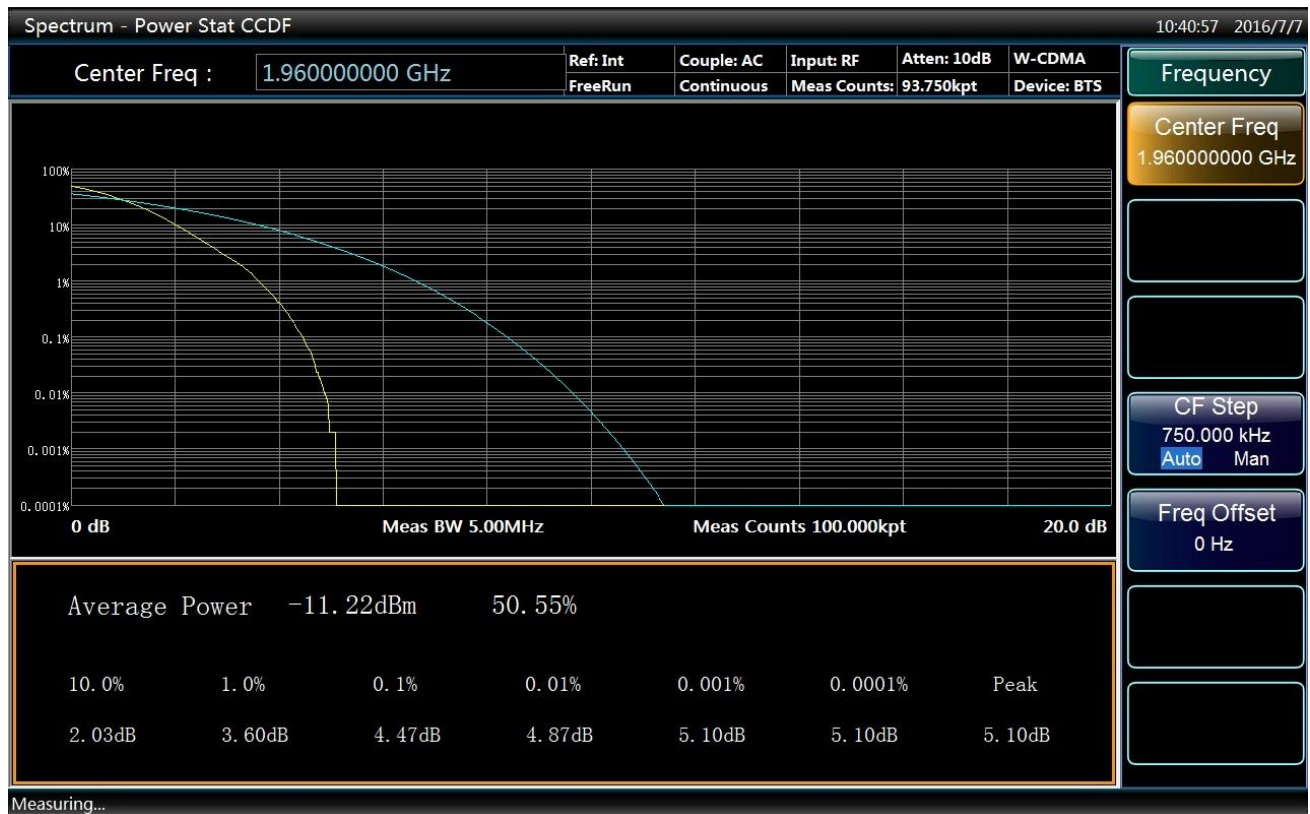 Spectrum - Power Stat CCDF
10:40:57 2016/7/7
Center Freq : 1.960000000 GHz
Ref: Int Couple: AC Input: RF Atten: 10dB W-CDMA
FreeRun Continuous Meas Counts: 93.750kpt Device: BTS
Frequency
Center Freq
1.960000000 GHz
CF Step
750.000 kHz
Auto Man
Freq Offset
0 Hz
100%
10%
1%
0.1%
0.01%
0.001%
0.0001%
0 dB Meas BW 5.00MHz Meas Counts 100.000kpt 20.0 dB
Average Power -11.22dBm 50.55%
10.0% 1.0% 0.1% 0.01% 0.001% 0.0001% Peak
2.03dB 3.60dB 4.47dB 4.87dB 5.10dB 5.10dB 5.10dB
Measuring...